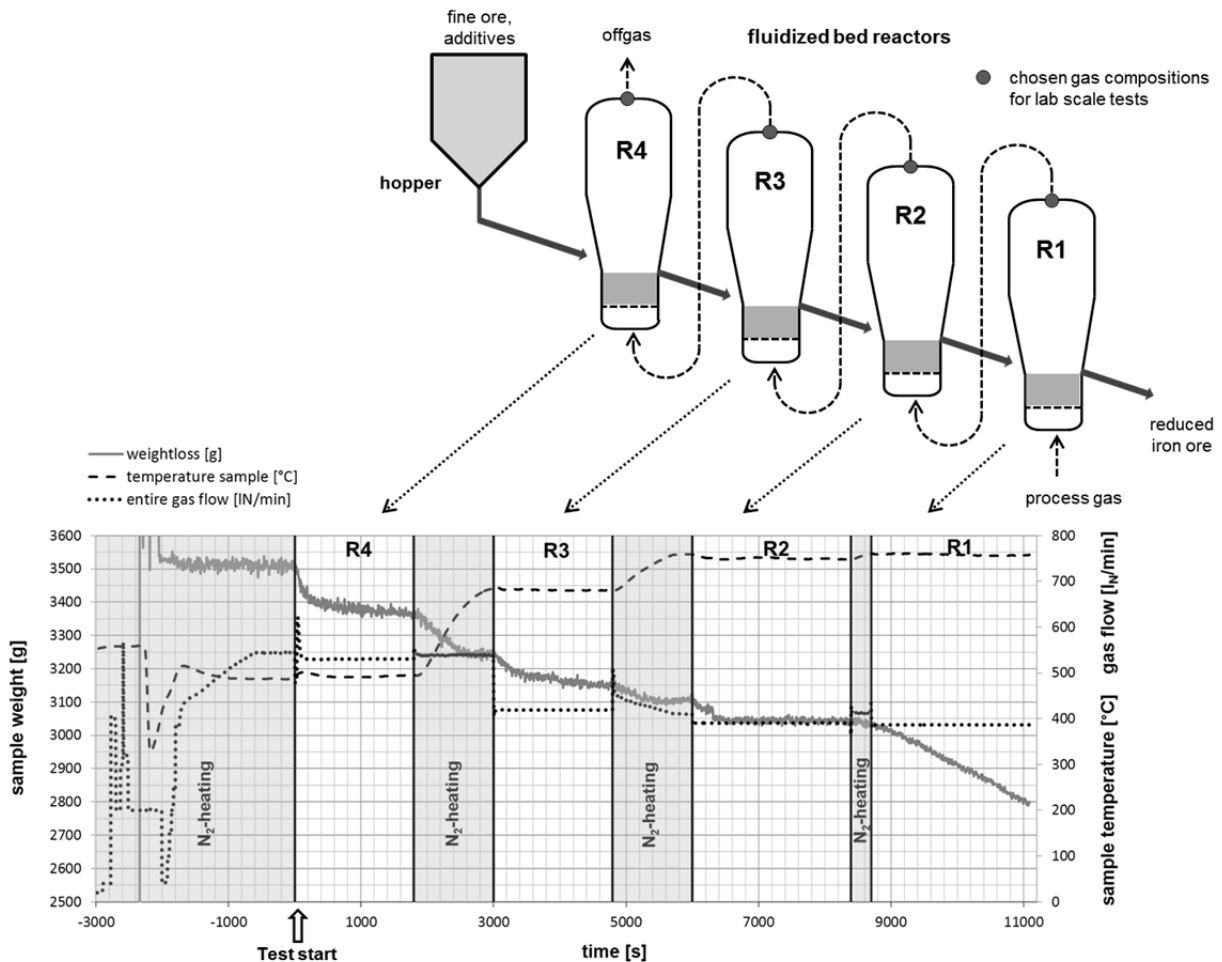 fine ore,
additives
offgas
fluidized bed reactors
chosen gas compositions
for lab scale tests
R4
R3
R2
R1
hopper
reduced
iron ore
process gas
weightloss [g]
temperature sample [°C]
entire gas flow [lN/min]
3600
3500
3400
3300
3200
3100
3000
2900
2800
2700
2600
2500
sample weight [g]
R4
R3
R2
R1
N2-heating
N2-heating
N2-heating
N2-heating
800
700
600
500
400
300
200
100
0
sample temperature [°C]
gas flow [lN/min]
-3000
-1000
1000
3000
5000
7000
9000
11000
Test start
time [s]